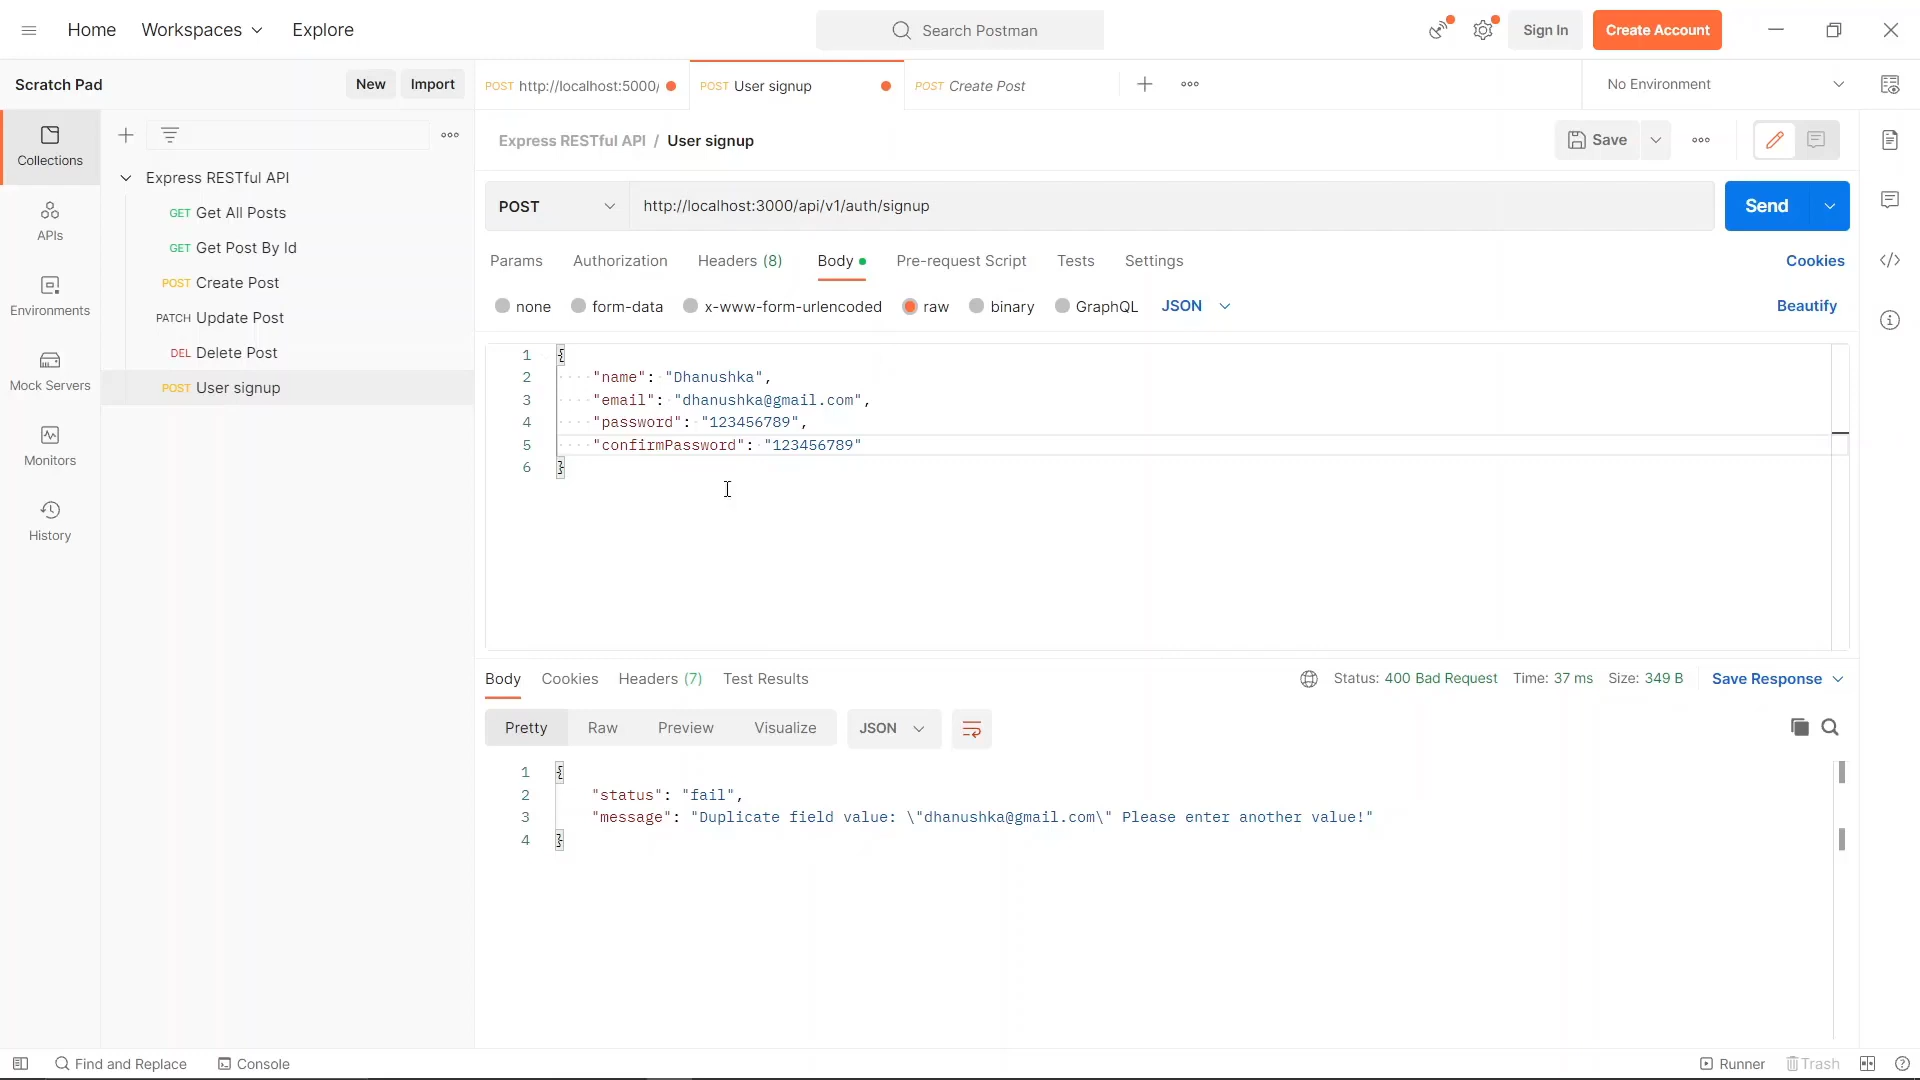 Home
Workspaces
Explore
Search Postman
Sign In
Create Account
Scratch Pad
New
Import
POST http://localhost:5000/
POST User signup
POST Create Post
No Environment
Collections
APIs
Environments
Mock Servers
Monitors
History
Express RESTful API
GET Get All Posts
GET Get Post By Id
POST Create Post
PATCH Update Post
DEL Delete Post
POST User signup
Express RESTful API / User signup
Save
POST
http://localhost:3000/api/v1/auth/signup
Send
Params Authorization Headers (8) Body Pre-request Script Tests Settings Cookies
none form-data x-www-form-urlencoded raw binary GraphQL JSON Beautify
1 {
2 "name": "Dhanushka",
3 "email": "dhanushka@gmail.com",
4 "password": "123456789",
5 "confirmPassword": "123456789"
6 }
Body Cookies Headers (7) Test Results Status: 400 Bad Request Time: 37 ms Size: 349 B Save Response
Pretty Raw Preview Visualize JSON
1 {
2 "status": "fail",
3 "message": "Duplicate field value: \"dhanushka@gmail.com\" Please enter another value!"
4 }
Find and Replace Console Runner Trash